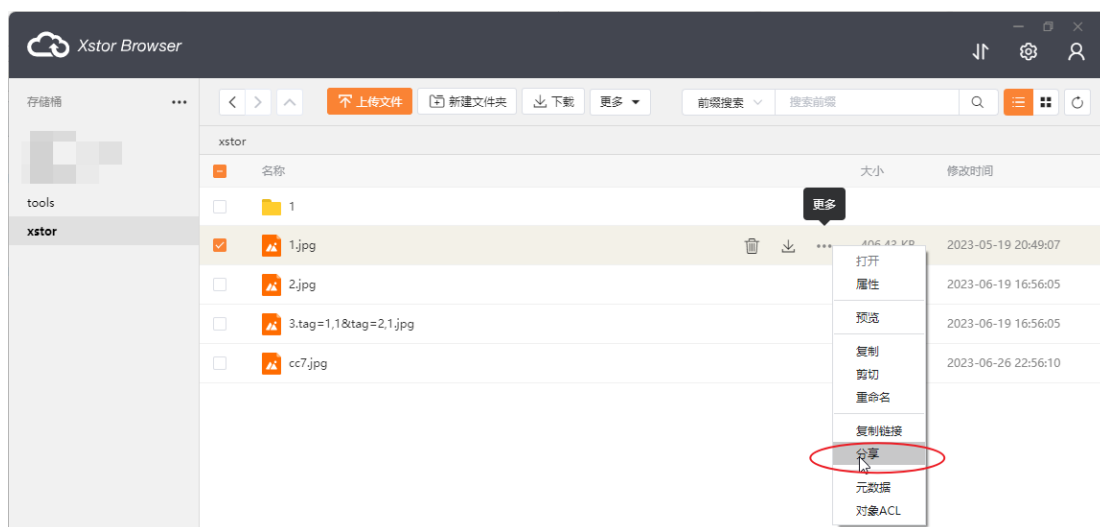 Xstor Browser
存储桶
上传文件 新建文件夹 下载 更多 前缀搜索 搜索前缀
xstor
名称 大小 修改时间
tools
1
更多
xstor
1.jpg 406.43 KB 2023-05-19 20:49:07
打开
2.jpg 属性 2023-06-19 16:56:05
预览
3.tag=1,1&tag=2,1.jpg 2023-06-19 16:56:05
复制
cc7.jpg 2023-06-26 22:56:10
剪切
重命名
复制链接
分享
元数据
对象ACL